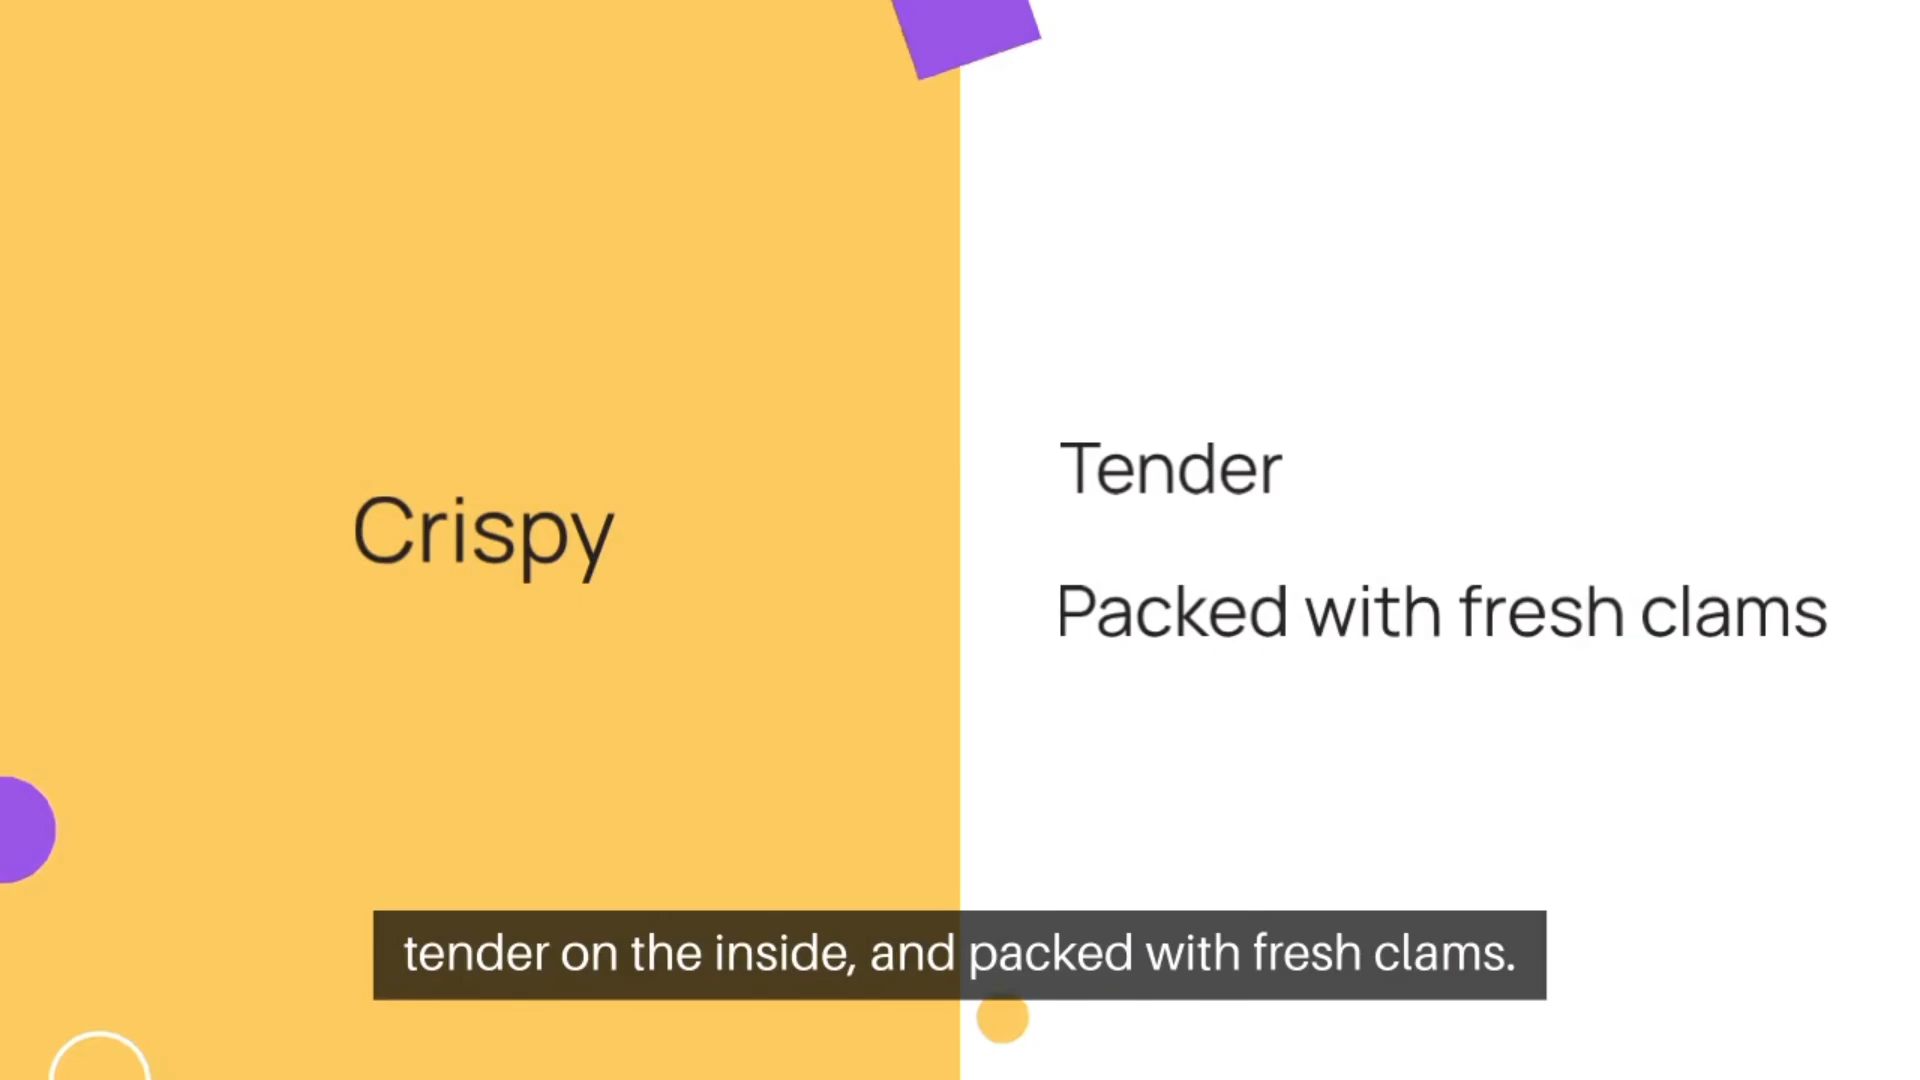 Crispy
Tender
Packed with fresh clams
tender on the inside, and packed with fresh clams.